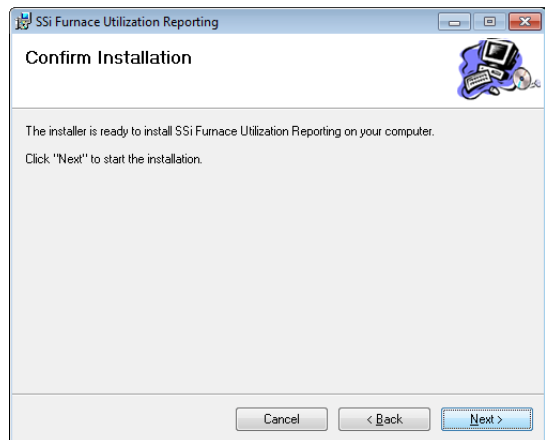 SSi Furnace Utilization Reporting
Confirm Installation
The installer is ready to install SSi Furnace Utilization Reporting on your computer.
Click "Next" to start the installation.
Cancel
< Back
Next >